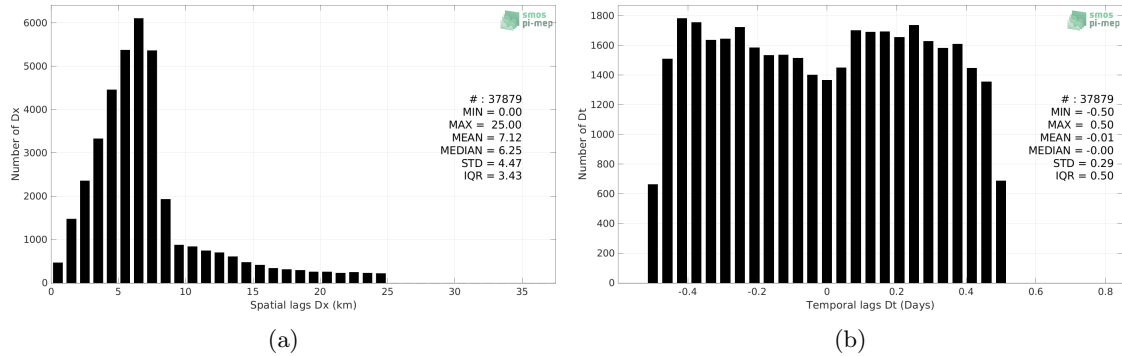 smos
pi-mep
6000
5000
4000
3000
2000
1000
0
Number of Dx
# : 37879
MIN = 0.00
MAX = 25.00
MEAN = 7.12
MEDIAN = 6.25
STD = 4.47
IQR = 3.43
0 5 10 15 20 25 30 35
Spatial lags Dx (km)
(a)
smos
pi-mep
1800
1600
1400
1200
1000
800
600
400
200
0
Number of Dt
# : 37879
MIN = -0.50
MAX = 0.50
MEAN = -0.01
MEDIAN = -0.00
STD = 0.29
IQR = 0.50
-0.4 -0.2 0 0.2 0.4 0.6 0.8
Temporal lags Dt (Days)
(b)